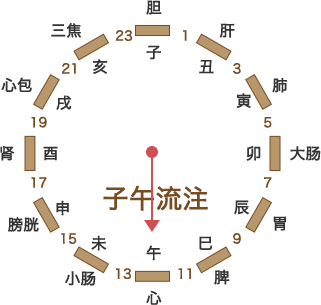 胆
三焦 23 子 1 肝
21 亥 丑 3
心包 戌 寅 肺
19 5
肾 酉 卯 大肠
17 7
子午流注
膀胱 申 辰 胃
15 未 午 巳 9
小肠 13 11 脾
心